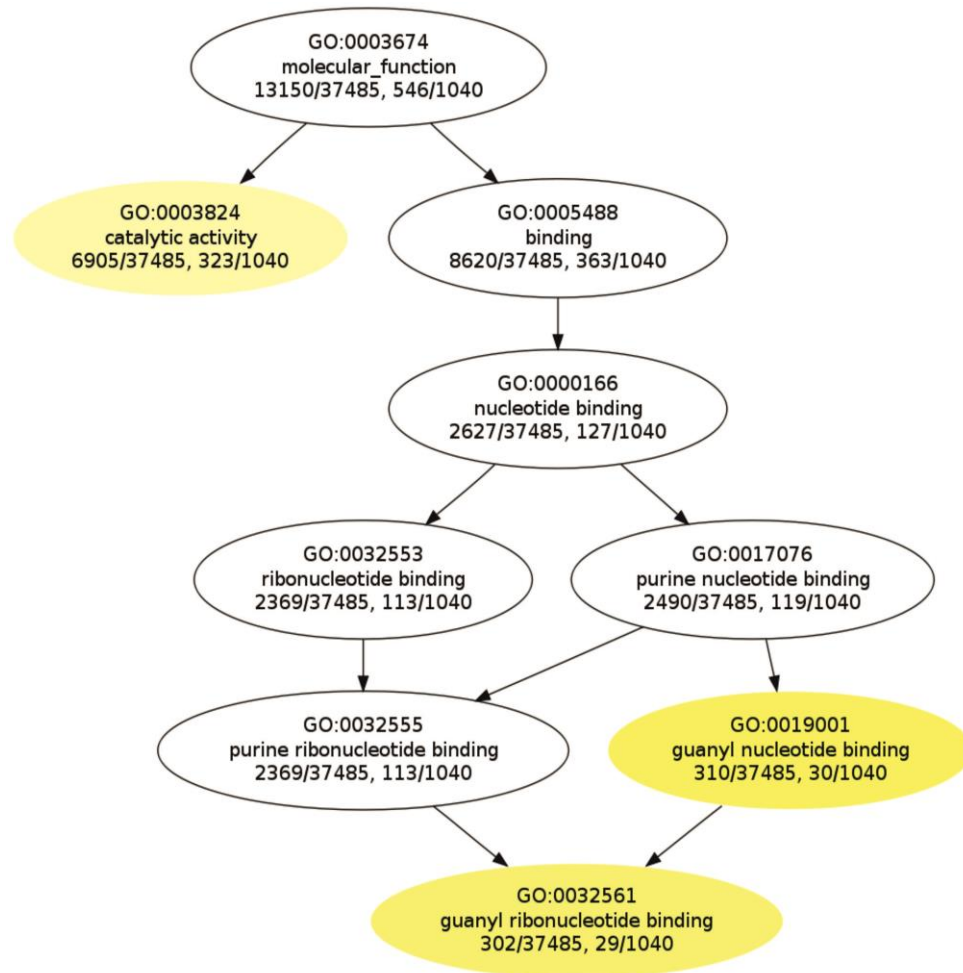 GO:0003674
molecular_function
13150/37485, 546/1040
GO:0003824
catalytic activity
6905/37485, 323/1040
GO:0005488
binding
8620/37485, 363/1040
GO:0000166
nucleotide binding
2627/37485, 127/1040
GO:0032553
ribonucleotide binding
2369/37485, 113/1040
GO:0017076
purine nucleotide binding
2490/37485, 119/1040
GO:0032555
purine ribonucleotide binding
2369/37485, 113/1040
GO:0019001
guanyl nucleotide binding
310/37485, 30/1040
GO:0032561
guanyl ribonucleotide binding
302/37485, 29/1040